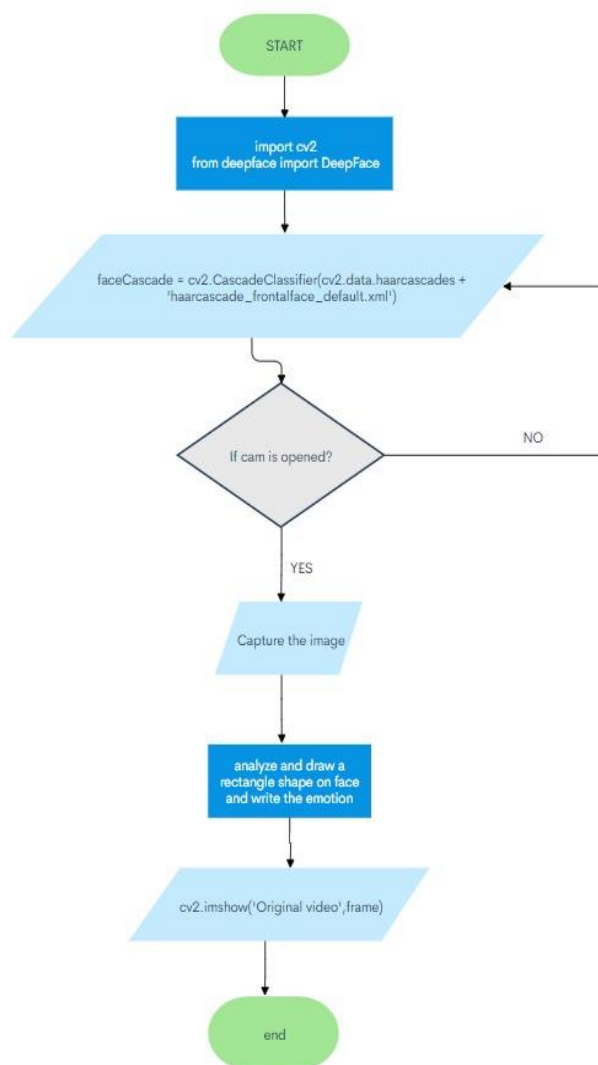 START
import cv2
from deepface import DeepFace
faceCascade = cv2.CascadeClassifier(cv2.data.haarcascades +
'haarcascade_frontalface_default.xml')
If cam is opened?
NO
YES
Capture the image
analyze and draw a
rectangle shape on face
and write the emotion
cv2.imshow('Original video',frame)
end